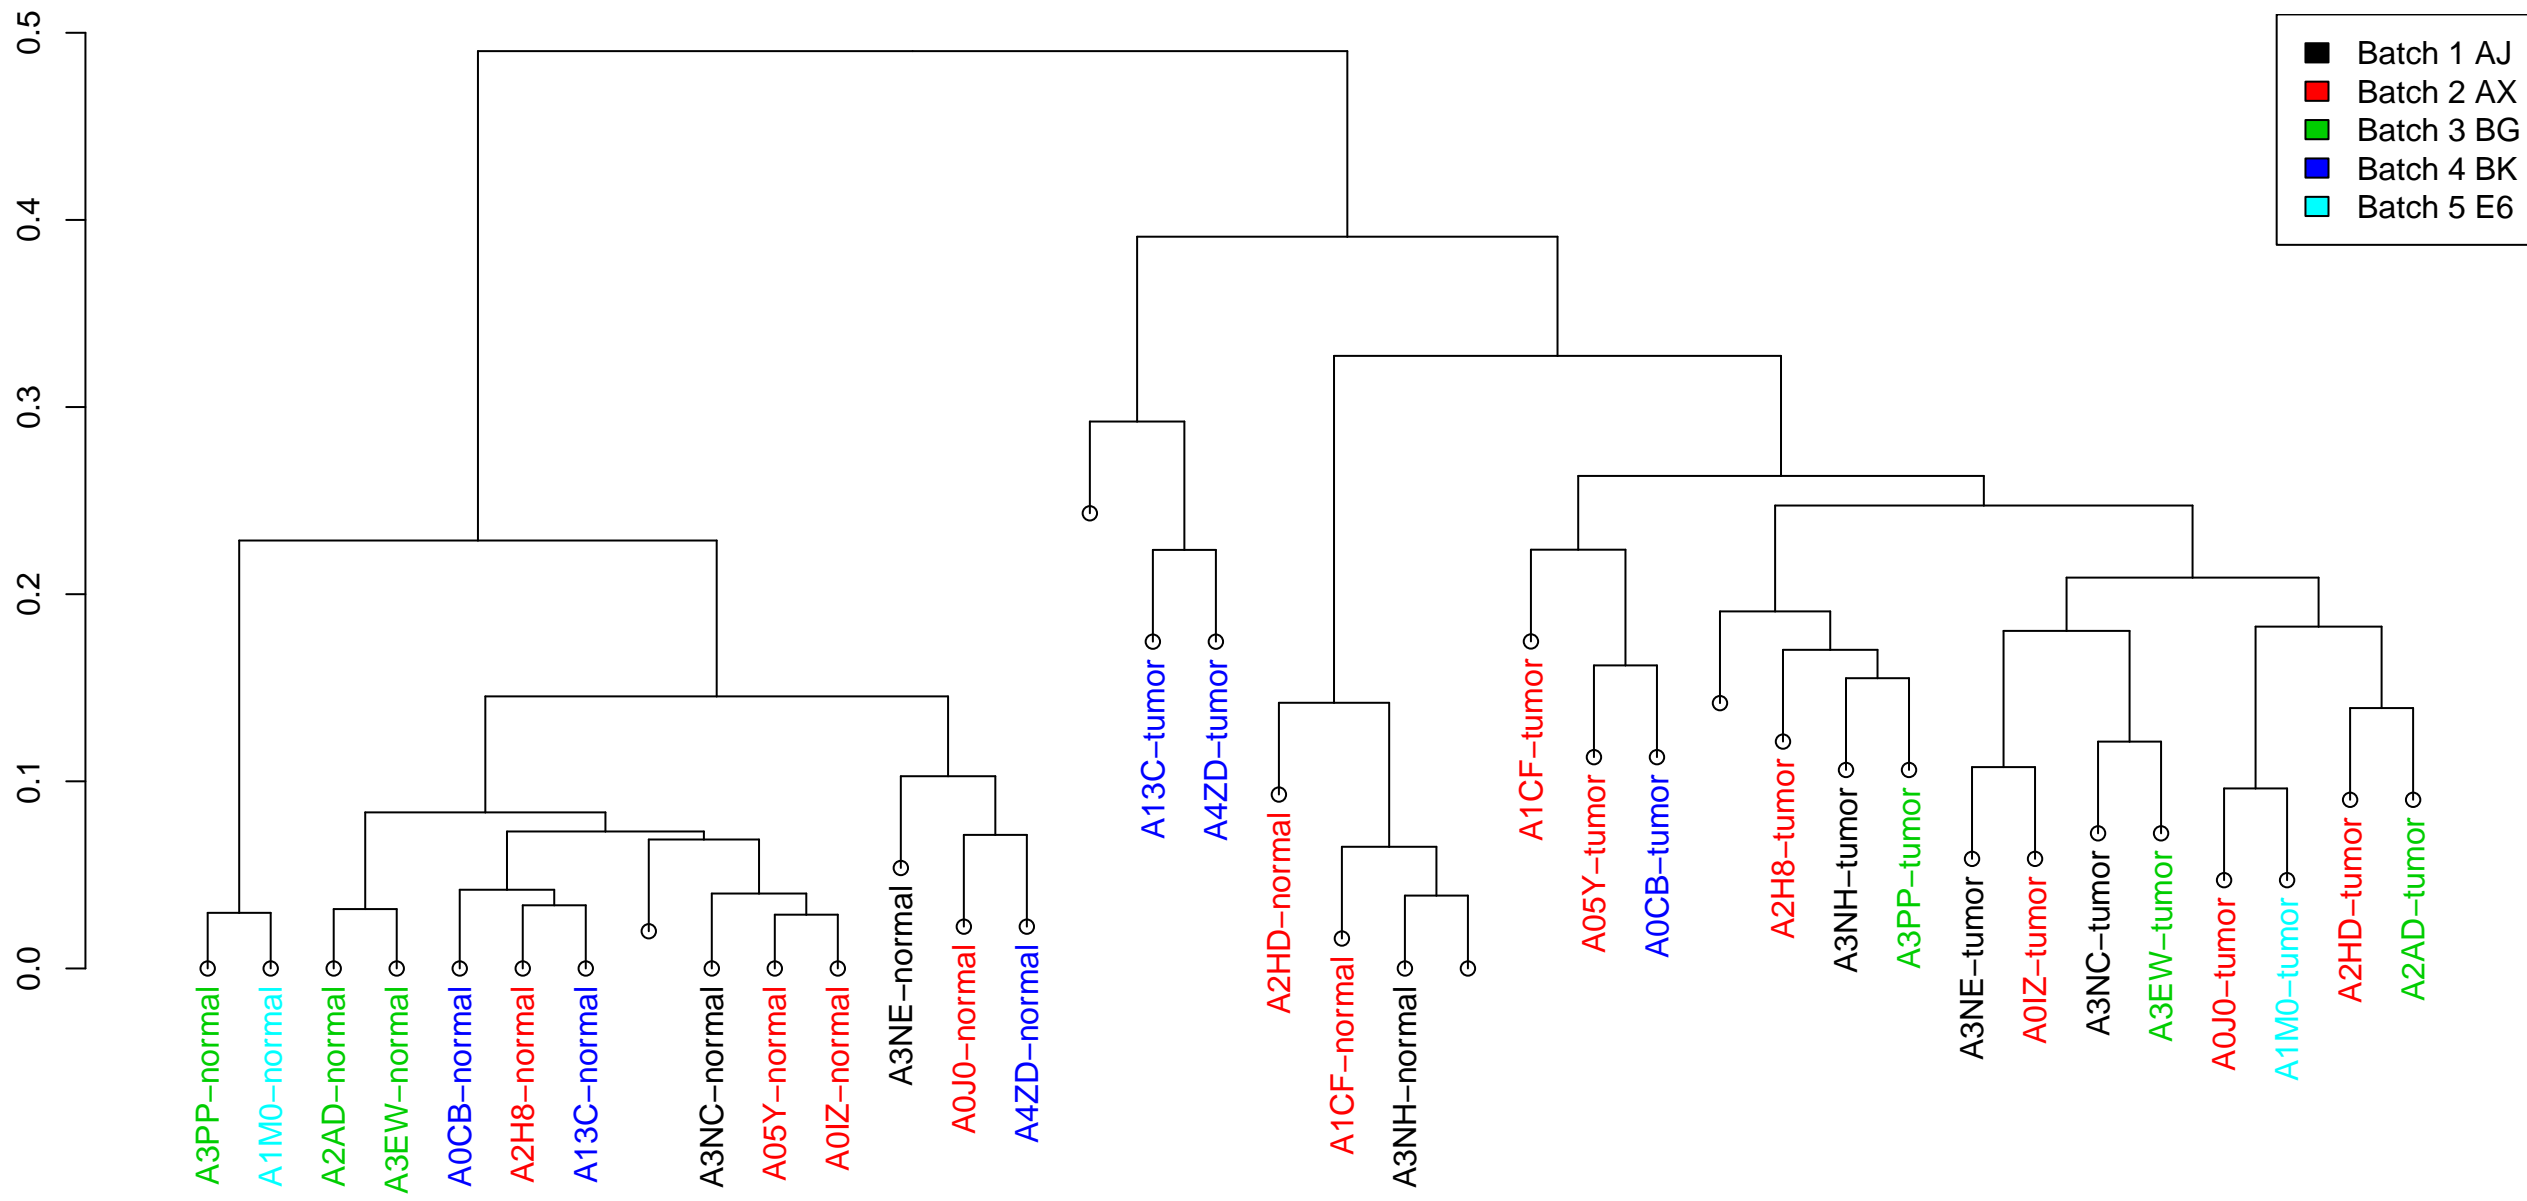 0.5
0.4
0.3
0.2
0.1
0.0
Batch 1 AJ
Batch 2 AX
Batch 3 BG
Batch 4 BK
Batch 5 E6
A3PP−normal
A1M0−normal
A2AD−normal
A3EW−normal
A0CB−normal
A2H8−normal
A13C−normal
A3NC−normal
A05Y−normal
A0IZ−normal
A3NE−normal
A0J0−normal
A4ZD−normal
A13C−tumor
A4ZD−tumor
A2HD−normal
A1CF−normal
A3NH−normal
A1CF−tumor
A05Y−tumor
A0CB−tumor
A2H8−tumor
A3NH−tumor
A3PP−tumor
A3NE−tumor
A0IZ−tumor
A3NC−tumor
A3EW−tumor
A0J0−tumor
A1M0−tumor
A2HD−tumor
A2AD−tumor